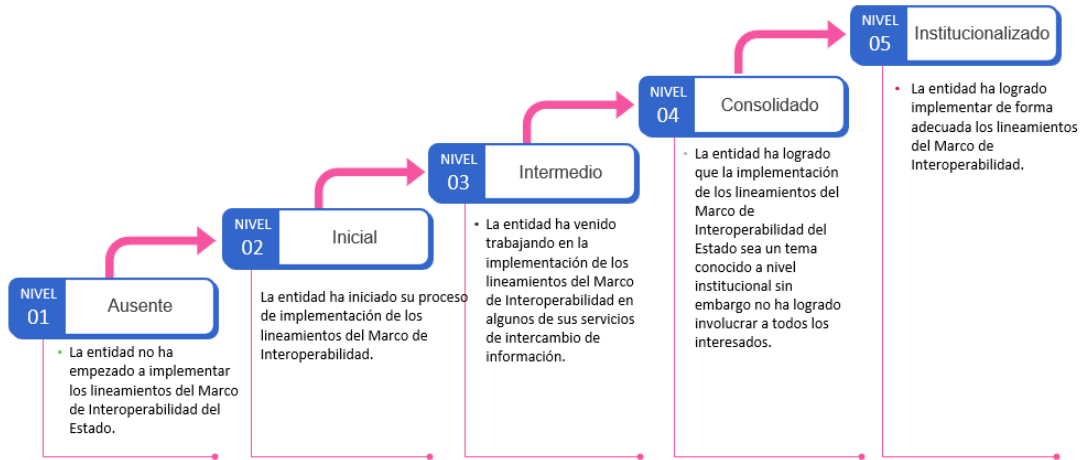 NIVEL
01
Ausente
• La entidad no ha
empezado a implementar
los lineamientos del Marco
de Interoperabilidad del
Estado.
NIVEL
02
Inicial
La entidad ha iniciado su proceso
de implementación de los
lineamientos del Marco de
Interoperabilidad.
NIVEL
03
Intermedio
• La entidad ha venido
trabajando en la
implementación de los
lineamientos del Marco
de Interoperabilidad en
algunos de sus servicios
de intercambio de
información.
NIVEL
04
Consolidado
• La entidad ha logrado
que la implementación
de los lineamientos del
Marco de
Interoperabilidad del
Estado sea un tema
conocido a nivel
institucional sin
embargo no ha logrado
involucrar a todos los
interesados.
NIVEL
05
Institucionalizado
• La entidad ha logrado
implementar de forma
adecuada los lineamientos
del Marco de
Interoperabilidad.